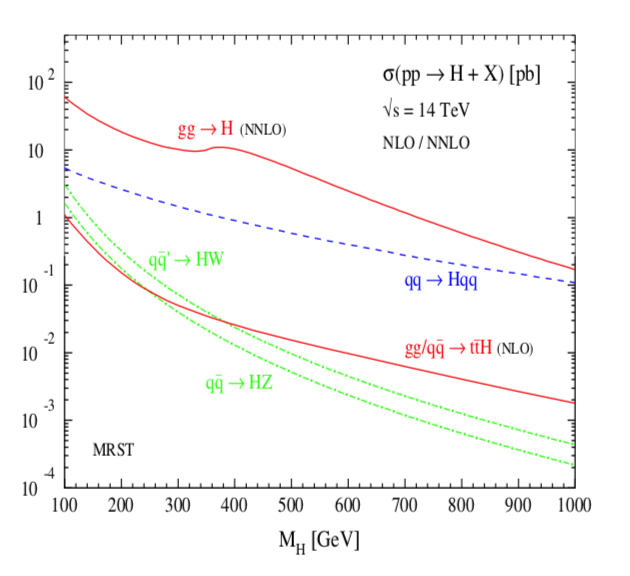 σ(pp → H + X) [pb]
√s = 14 TeV
NLO / NNLO
gg → H (NNLO)
qq̄' → HW
qq → Hqq
gg/qq̄ → tt̄H (NLO)
qq̄ → HZ
MRST
10²
10
1
10⁻¹
10⁻²
10⁻³
10⁻⁴
100 200 300 400 500 600 700 800 900 1000
M_H [GeV]